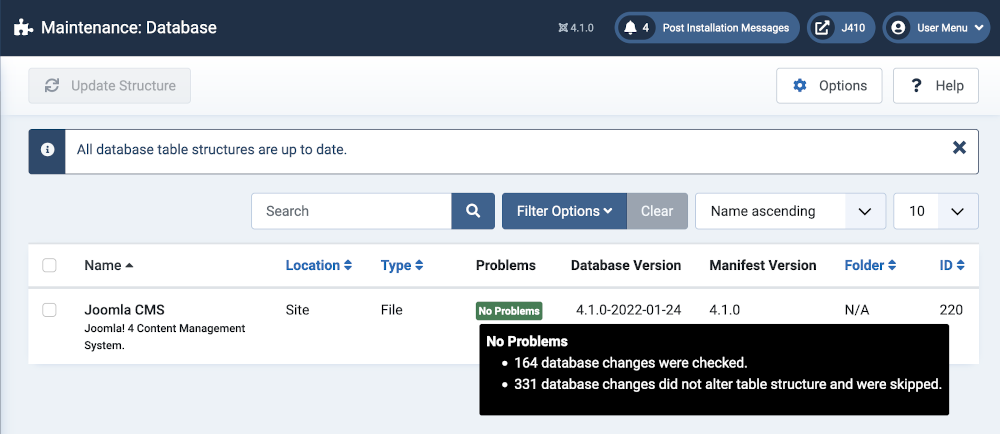 Maintenance: Database
4.1.0
4 Post Installation Messages
J410
User Menu
Update Structure
Options
? Help
All database table structures are up to date.
Search
Filter Options
Clear
Name ascending
10
Name Location Type Problems Database Version Manifest Version Folder ID
Joomla CMS Site File No Problems 4.1.0-2022-01-24 4.1.0 N/A 220
Joomla! 4 Content Management
System.
No Problems
• 164 database changes were checked.
• 331 database changes did not alter table structure and were skipped.